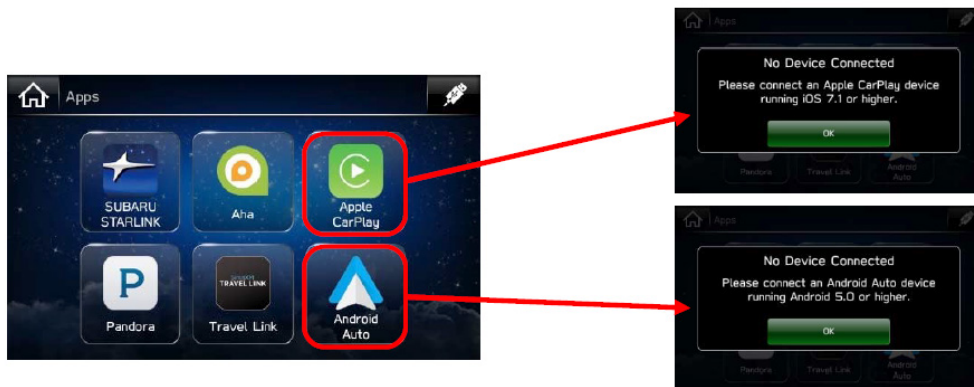 Apps
SUBARU
STARLINK
Aha
Apple
CarPlay
P
Pandora
TRAVEL LINK
Travel Link
Android
Auto
Apps
No Device Connected
Please connect an Apple CarPlay device
running iOS 7.1 or higher.
OK
Pandora
Travel Link
Android
Auto
Apps
No Device Connected
Please connect an Android Auto device
running Android 5.0 or higher.
OK
Pandora
Travel Link
Android
Auto